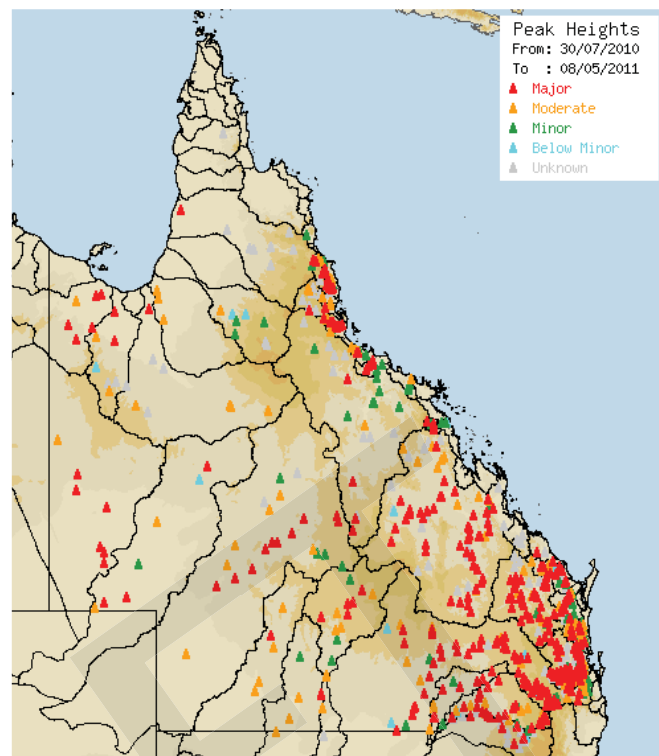 Peak Heights
From: 30/07/2010
To : 08/05/2011
Major
Moderate
Minor
Below Minor
Unknown